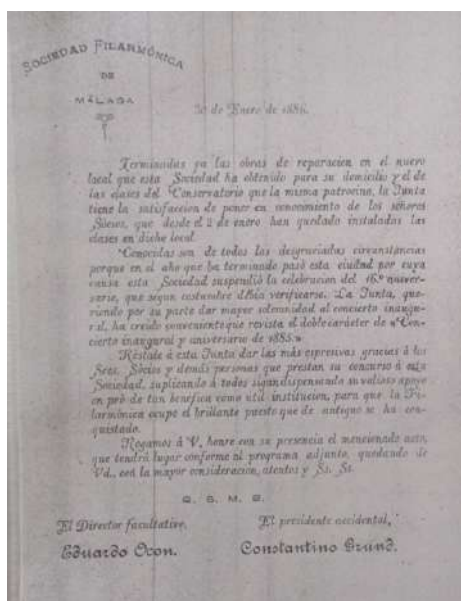 SOCIEDAD FILARMÓNICA
DE
MÁLAGA
30 de Enero de 1886.
Terminadas ya las obras de reparacion en el nuevo
local que esta Sociedad ha obtenido para su domicilio y el de
las clases del Conservatorio que la misma patrocina, la Junta
tiene la satisfaccion de poner en conocimiento de los señores
Sócios, que desde el 2 de enero han quedado instaladas las
clases en dicho local.
Conocidas son de todos las desgraciadas circunstancias
porque en el año que ha terminado pasó esta ciudad por cuya
causa esta Sociedad suspendió la celebracion del 16.º aniver-
sario, que segun costumbre debia verificarse. La Junta, que-
riendo por su parte dar mayor solemnidad al concierto inaugu-
ral, ha creido conveniente que revista el doble carácter de «Con-
cierto inaugural y aniversario de 1885.»
Réstale á esta Junta dar las más espresivas gracias á los
Sres. Sócios y demás personas que prestan su concurso á esta
Sociedad, suplicando á todos sigan dispensando su valioso apoyo
en pró de tan benéfica como útil institucion, para que la Fi-
larmónica ocupe el brillante puesto que de antiguo se ha con-
quistado.
Rogamos á V. honre con su presencia el mencionado acto,
que tendrá lugar conforme al programa adjunto, quedando de
Vd., con la mayor consideracion, atentos y Ss. Ss.
Q. S. M. B.
El Director facultativo,
Eduardo Ocon.
El presidente accidental,
Constantino Grund.